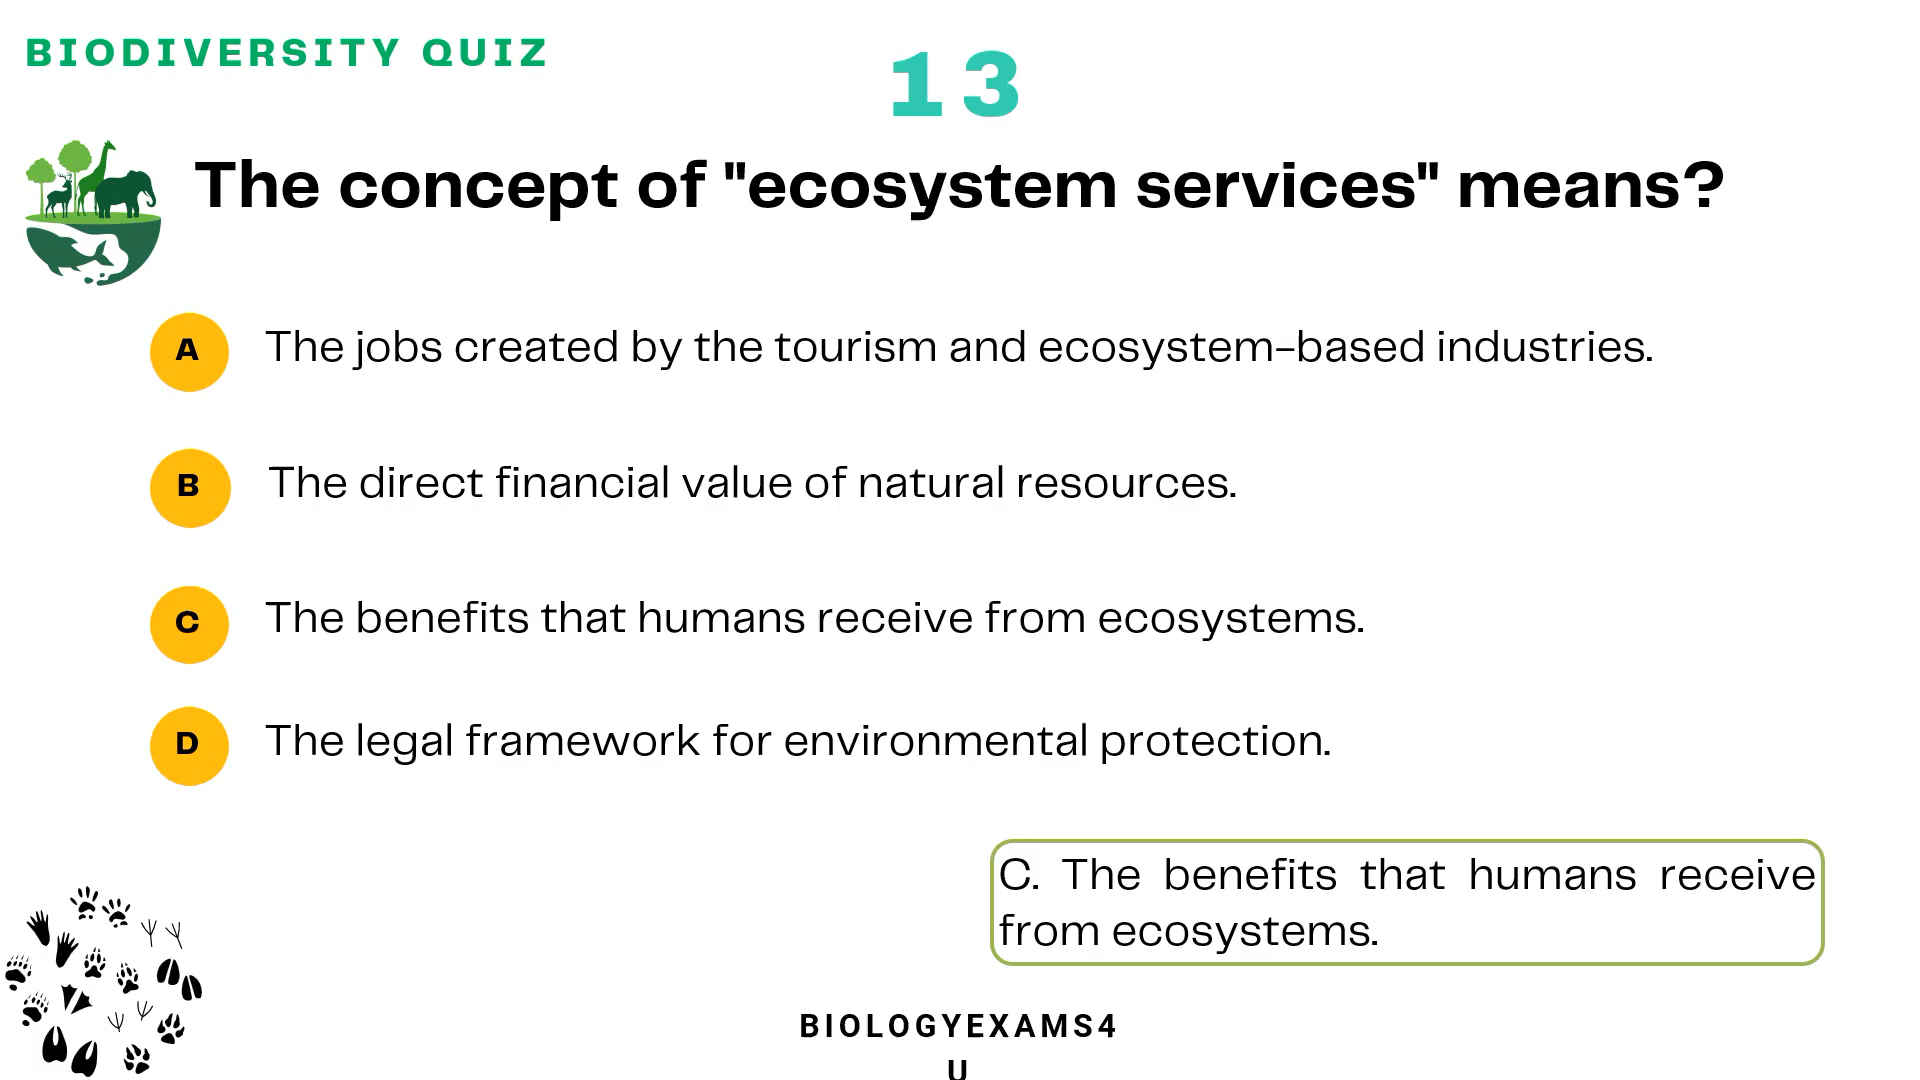 BIODIVERSITY QUIZ
13
The concept of "ecosystem services" means?
A The jobs created by the tourism and ecosystem-based industries.
B The direct financial value of natural resources.
C The benefits that humans receive from ecosystems.
D The legal framework for environmental protection.
C. The benefits that humans receive
from ecosystems.
BIOLOGYEXAMS4
U